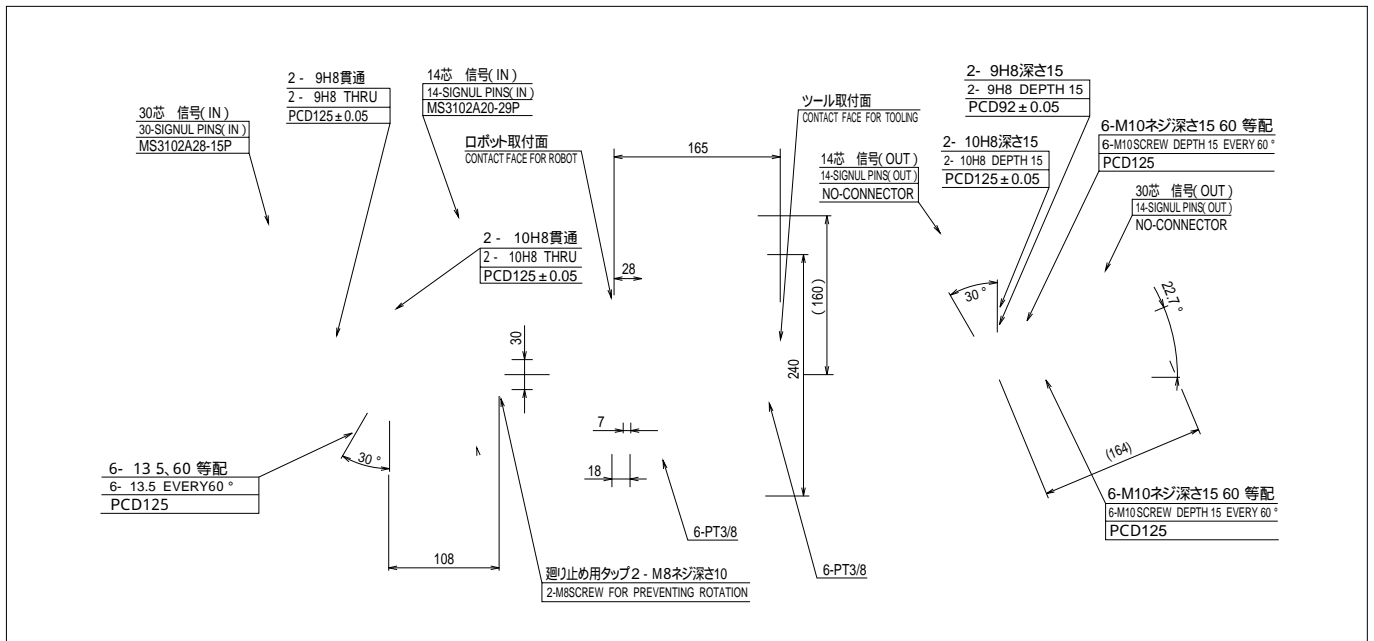 30芯 信号(IN)
30-SIGNUL PINS(IN)
MS3102A28-15P
2- 9H8貫通
2- 9H8 THRU
PCD125±0.05
14芯 信号(IN)
14-SIGNUL PINS(IN)
MS3102A20-29P
ロボット取付面
CONTACT FACE FOR ROBOT
2- 10H8貫通
2- 10H8 THRU
PCD125±0.05
165
28
ツール取付面
CONTACT FACE FOR TOOLING
14芯 信号(OUT)
14-SIGNUL PINS(OUT)
NO-CONNECTOR
2- 9H8深さ15
2- 9H8 DEPTH 15
PCD92±0.05
2- 10H8深さ15
2- 10H8 DEPTH 15
PCD125±0.05
6-M10ネジ深さ15 60 等配
6-M10 SCREW DEPTH 15 EVERY 60°
PCD125
30芯 信号(OUT)
14-SIGNUL PINS(OUT)
NO-CONNECTOR
30°
22.7°
(160)
240
30
7
18
30°
6- 13 5、60 等配
6- 13.5 EVERY60°
PCD125
108
6-PT3/8
6-PT3/8
(164)
6-M10ネジ深さ15 60 等配
6-M10 SCREW DEPTH 15 EVERY 60°
PCD125
廻り止め用タップ2-M8ネジ深さ10
2-M8SCREW FOR PREVENTING ROTATION